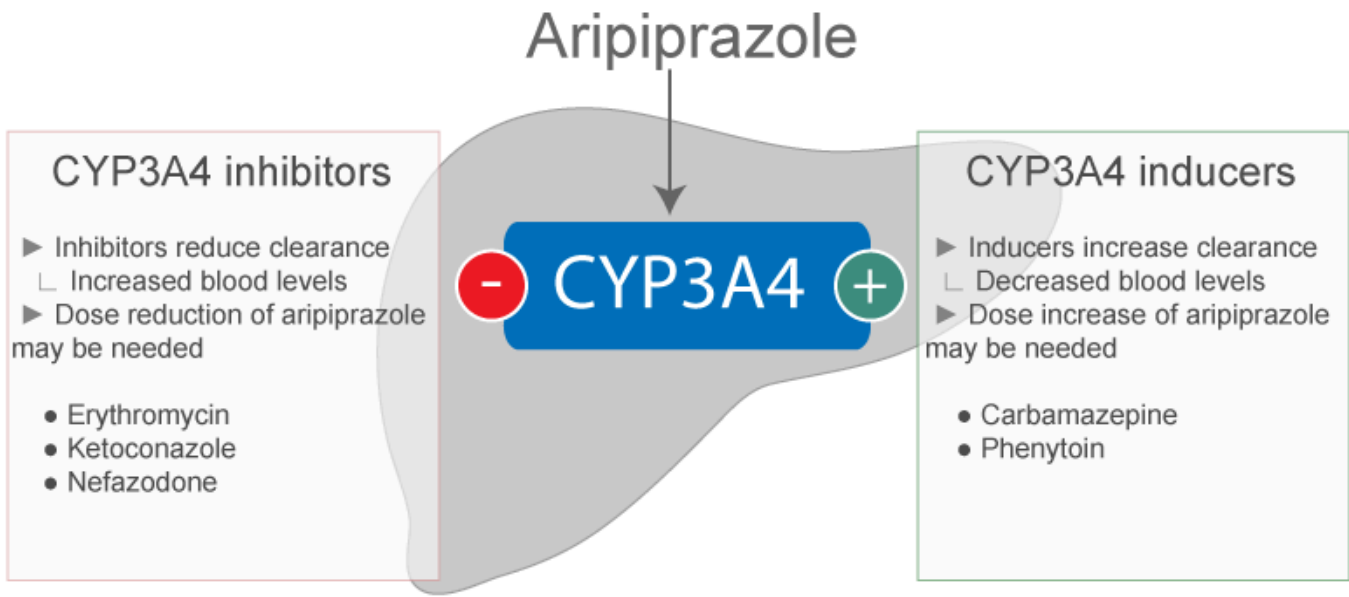 Aripiprazole
CYP3A4 inhibitors
► Inhibitors reduce clearance
∟ Increased blood levels
► Dose reduction of aripiprazole
may be needed
● Erythromycin
● Ketoconazole
● Nefazodone
-
CYP3A4
+
CYP3A4 inducers
► Inducers increase clearance
∟ Decreased blood levels
► Dose increase of aripiprazole
may be needed
● Carbamazepine
● Phenytoin